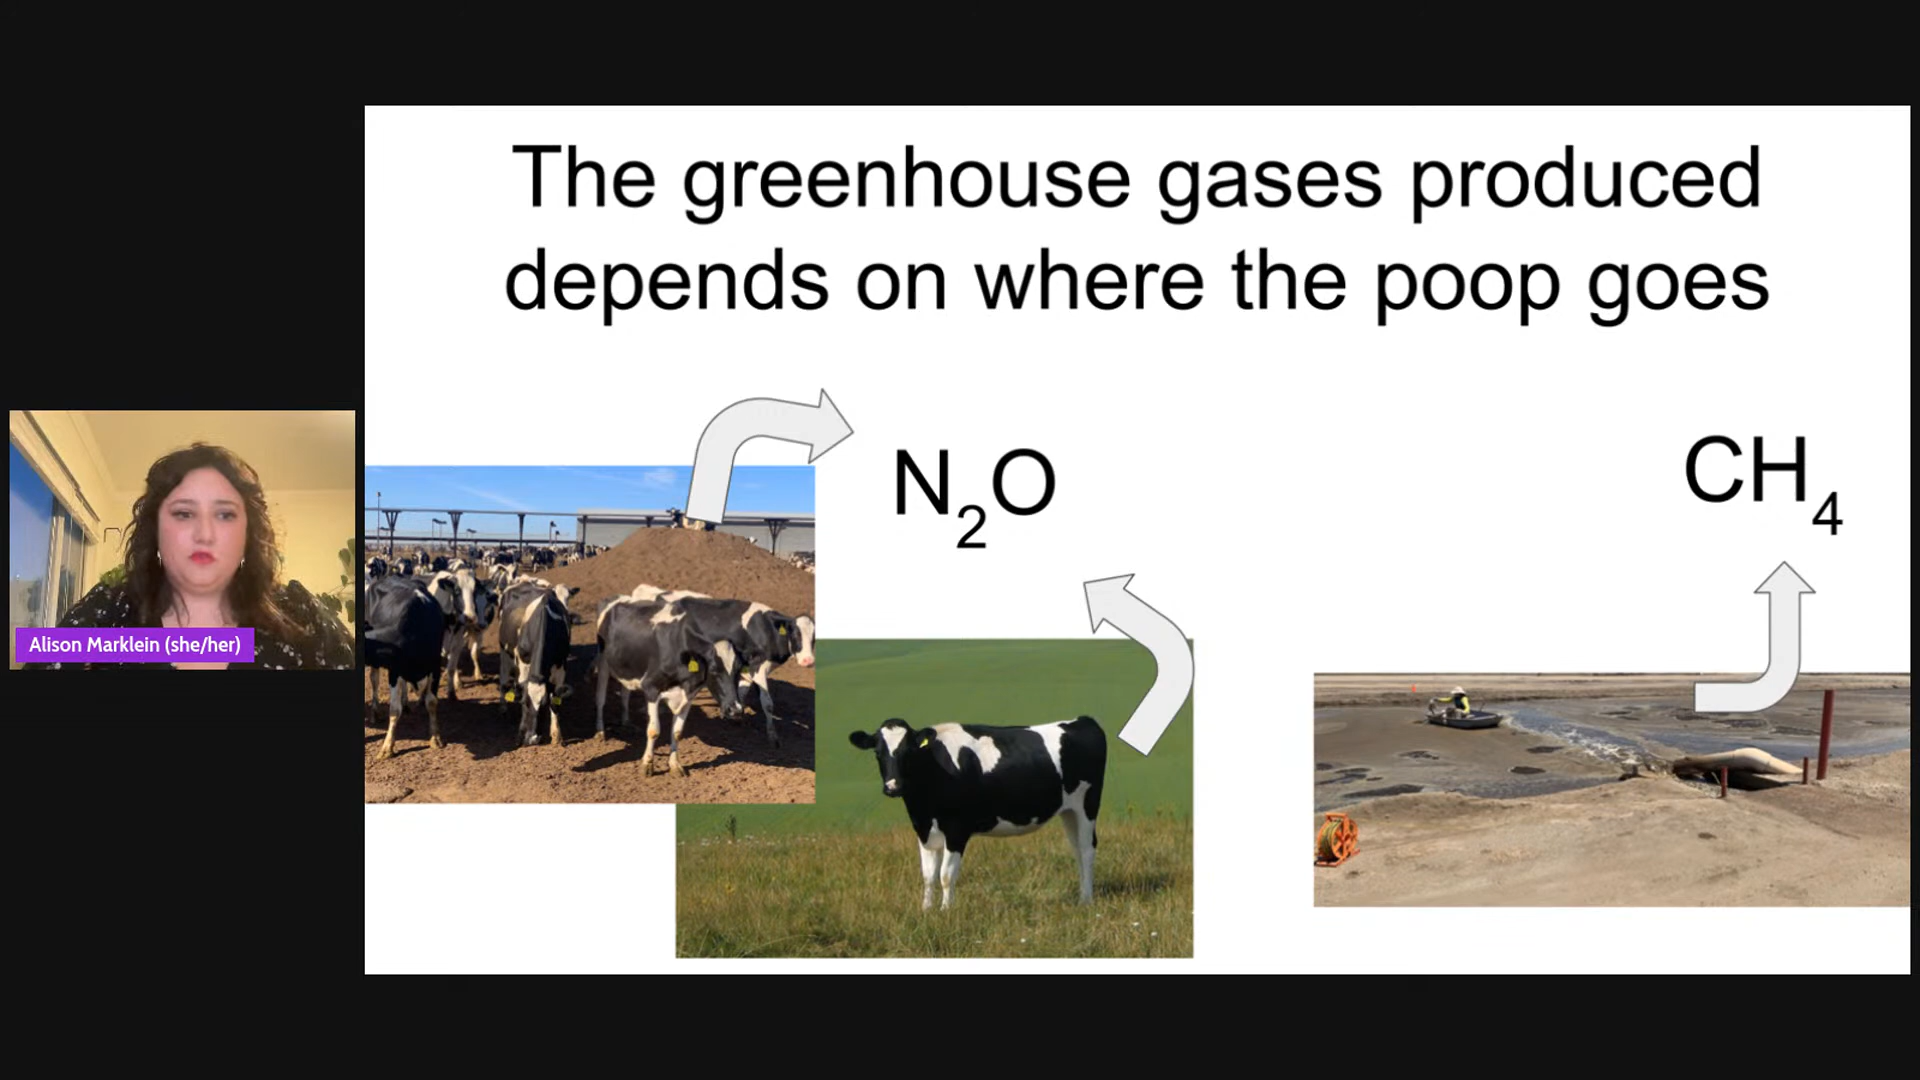 The greenhouse gases produced
depends on where the poop goes
N₂O
CH₄
Alison Marklein (she/her)